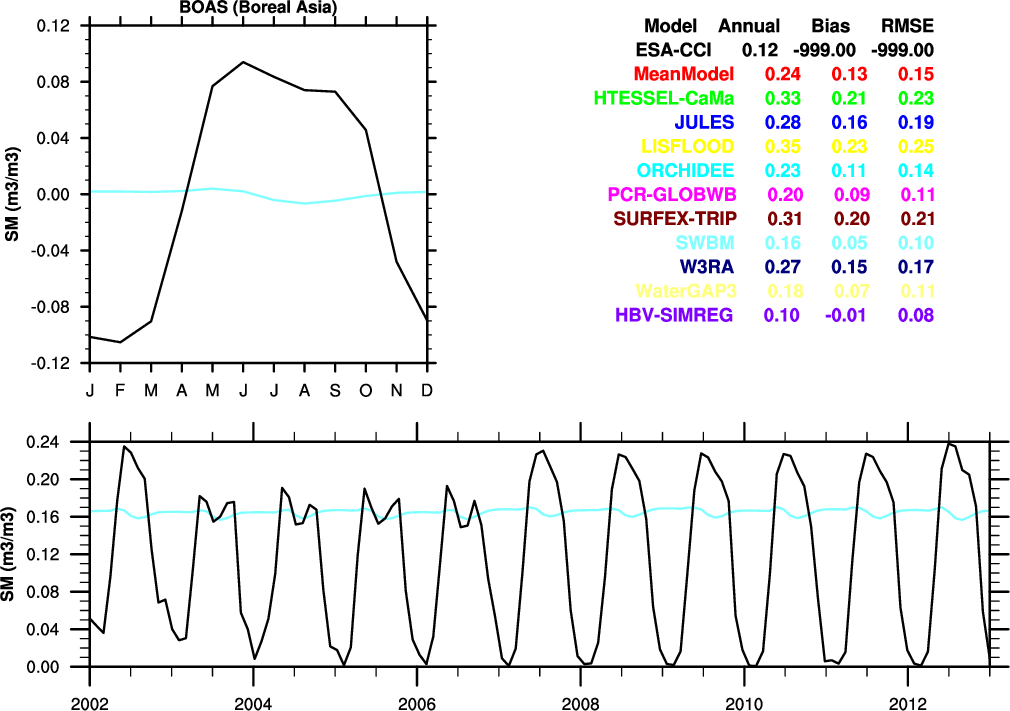 BOAS (Boreal Asia)
SM (m3/m3)
0.12
0.08
0.04
0.00
-0.04
-0.08
-0.12
J F M A M J J A S O N D
Model Annual Bias RMSE
ESA-CCI 0.12 -999.00 -999.00
MeanModel 0.24 0.13 0.15
HTESSEL-CaMa 0.33 0.21 0.23
JULES 0.28 0.16 0.19
LISFLOOD 0.35 0.23 0.25
ORCHIDEE 0.23 0.11 0.14
PCR-GLOBWB 0.20 0.09 0.11
SURFEX-TRIP 0.31 0.20 0.21
SWBM 0.16 0.05 0.10
W3RA 0.27 0.15 0.17
WaterGAP3 0.18 0.07 0.11
HBV-SIMREG 0.10 -0.01 0.08
SM (m3/m3)
0.24
0.20
0.16
0.12
0.08
0.04
0.00
2002 2004 2006 2008 2010 2012